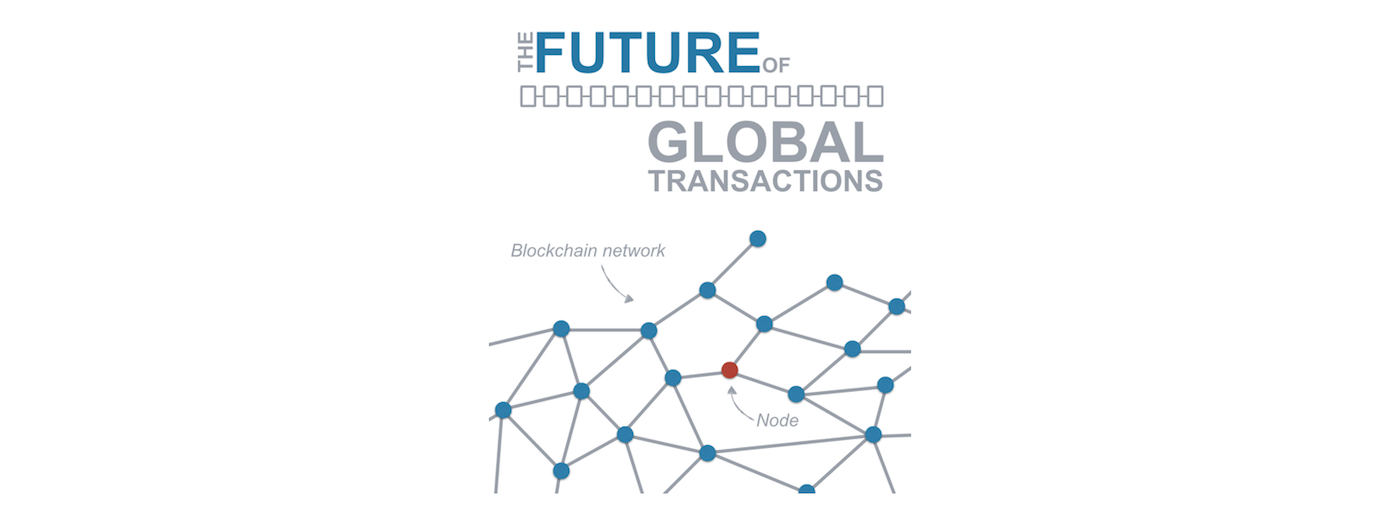 THE FUTURE OF
GLOBAL
TRANSACTIONS
Blockchain network
Node